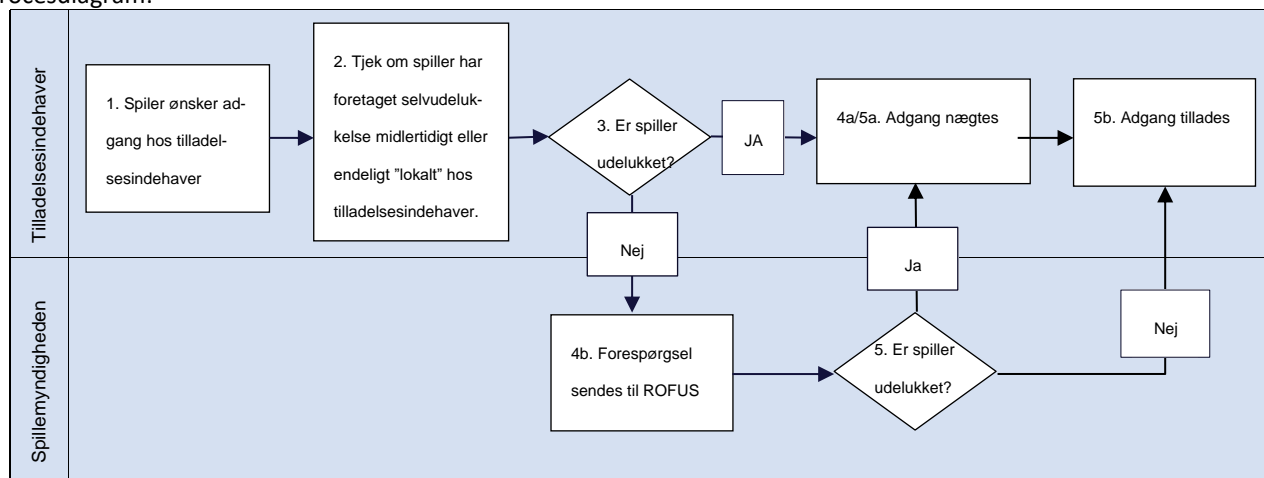 rocesdiagram:
Tilladelsesindehaver
1. Spiler ønsker ad-
gang hos tilladel-
sesindehaver
2. Tjek om spiller har
foretaget selvudeluk-
kelse midlertidigt eller
endeligt ”lokalt” hos
tilladelsesindehaver.
3. Er spiller
udelukket?
JA
4a/5a. Adgang nægtes
5b. Adgang tillades
Nej
Ja
Spillemyndigheden
4b. Forespørgsel
sendes til ROFUS
5. Er spiller
udelukket?
Nej